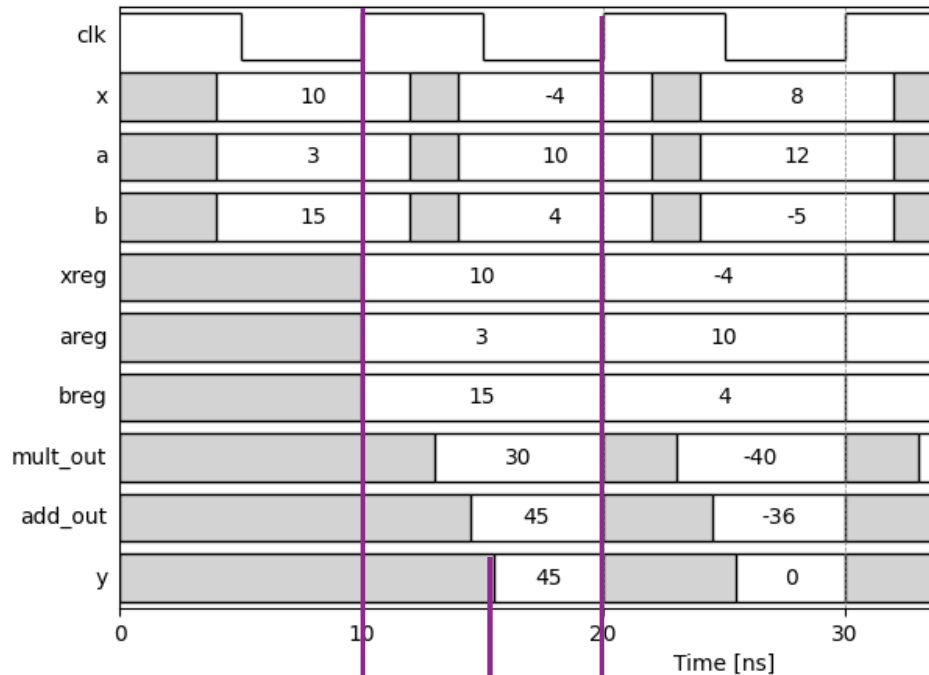 clk
x 10 -4 8
a 3 10 12
b 15 4 -5
xreg 10 -4
areg 3 10
breg 15 4
mult_out 30 -40
add_out 45 -36
y 45 0
0 10 20 30
Time [ns]